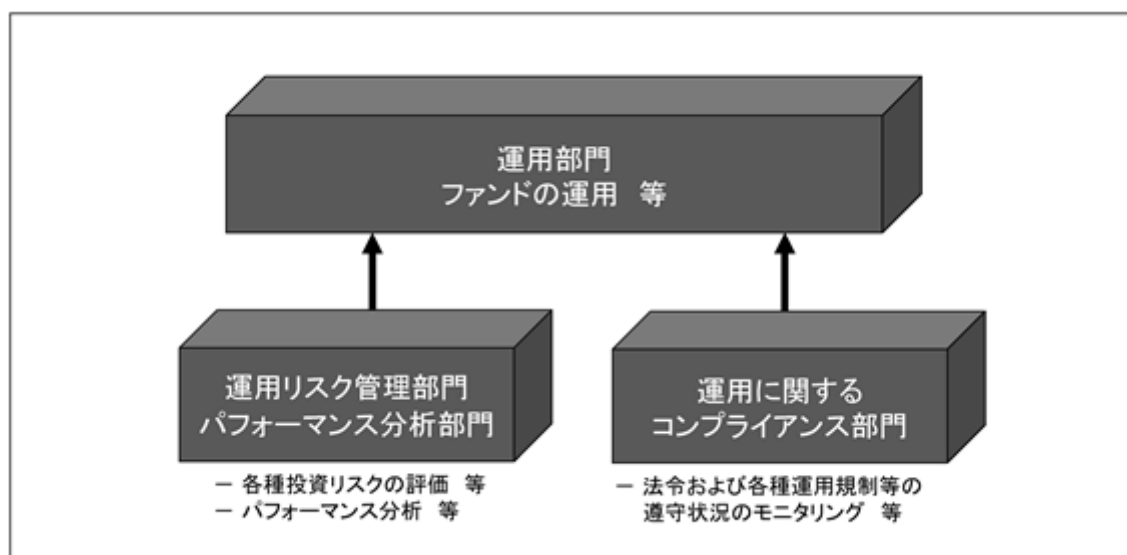 運用部門
ファンドの運用 等
運用リスク管理部門
パフォーマンス分析部門
運用に関する
コンプライアンス部門
－ 各種投資リスクの評価 等
－ パフォーマンス分析 等
－ 法令および各種運用規制等の
遵守状況のモニタリング 等